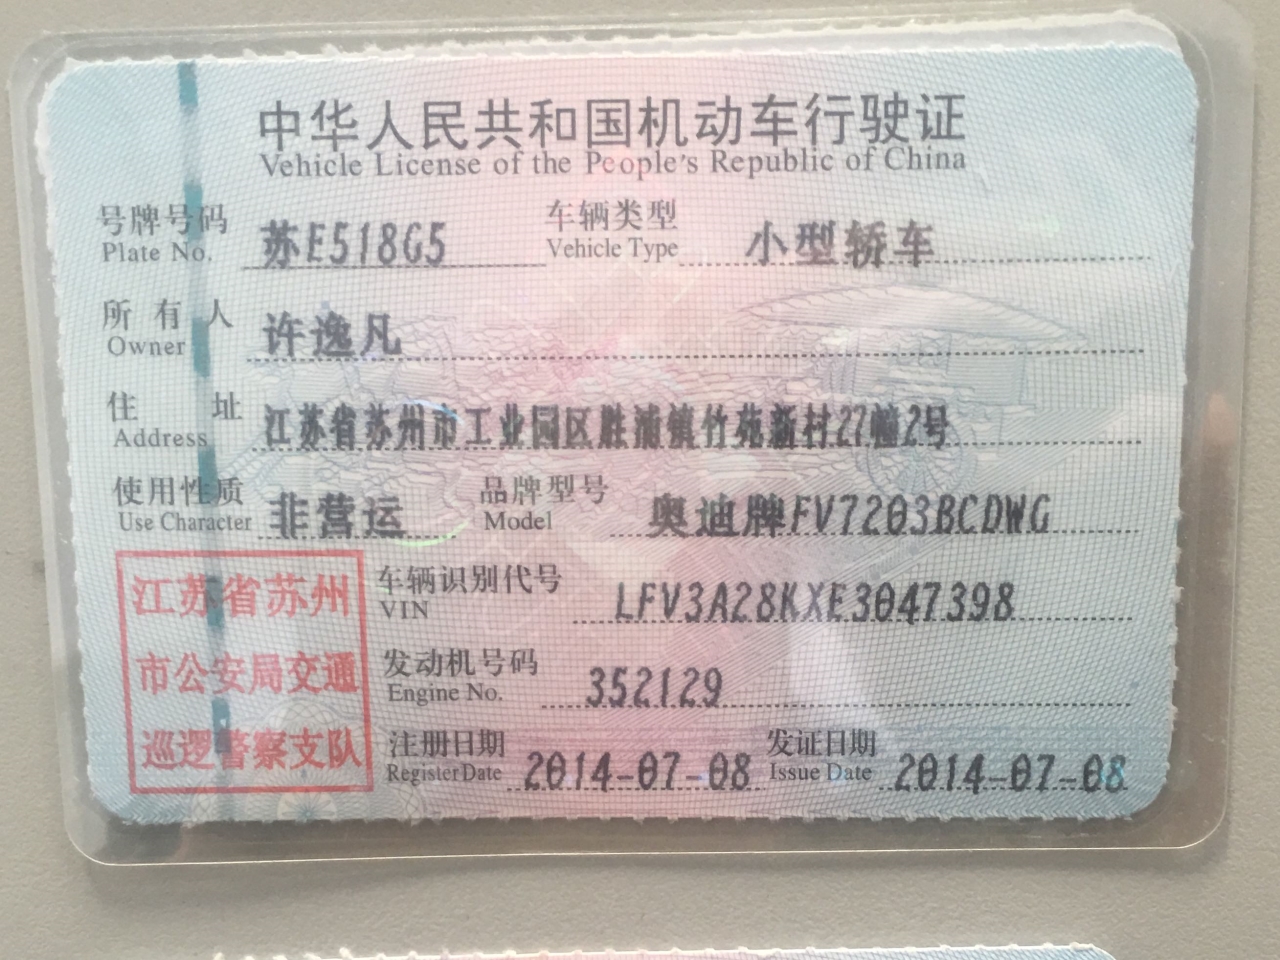 中华人民共和国机动车行驶证
Vehicle License of the People's Republic of China
号牌号码 苏E518G5 车辆类型 小型轿车
Plate No. Vehicle Type
所有人 许逸凡
Owner
住址 江苏省苏州市工业园区胜浦镇竹苑新村27幢2号
Address
使用性质 非营运 品牌型号 奥迪牌FV7203BCDWG
Use Character Model
车辆识别代号 LFV3A28KXE3047398
VIN
发动机号码 352129
Engine No.
注册日期 2014-07-08 发证日期 2014-07-08
Register Date Issue Date
江苏省苏州
市公安局交通
巡逻警察支队